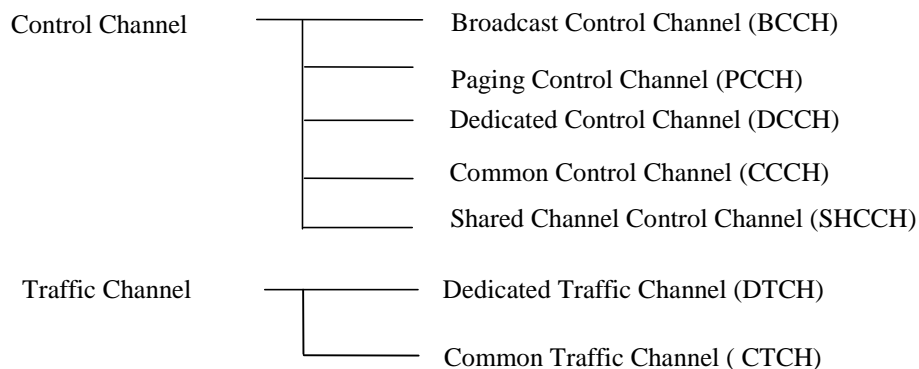 Control Channel Broadcast Control Channel (BCCH)
Paging Control Channel (PCCH)
Dedicated Control Channel (DCCH)
Common Control Channel (CCCH)
Shared Channel Control Channel (SHCCH)
Traffic Channel Dedicated Traffic Channel (DTCH)
Common Traffic Channel ( CTCH)